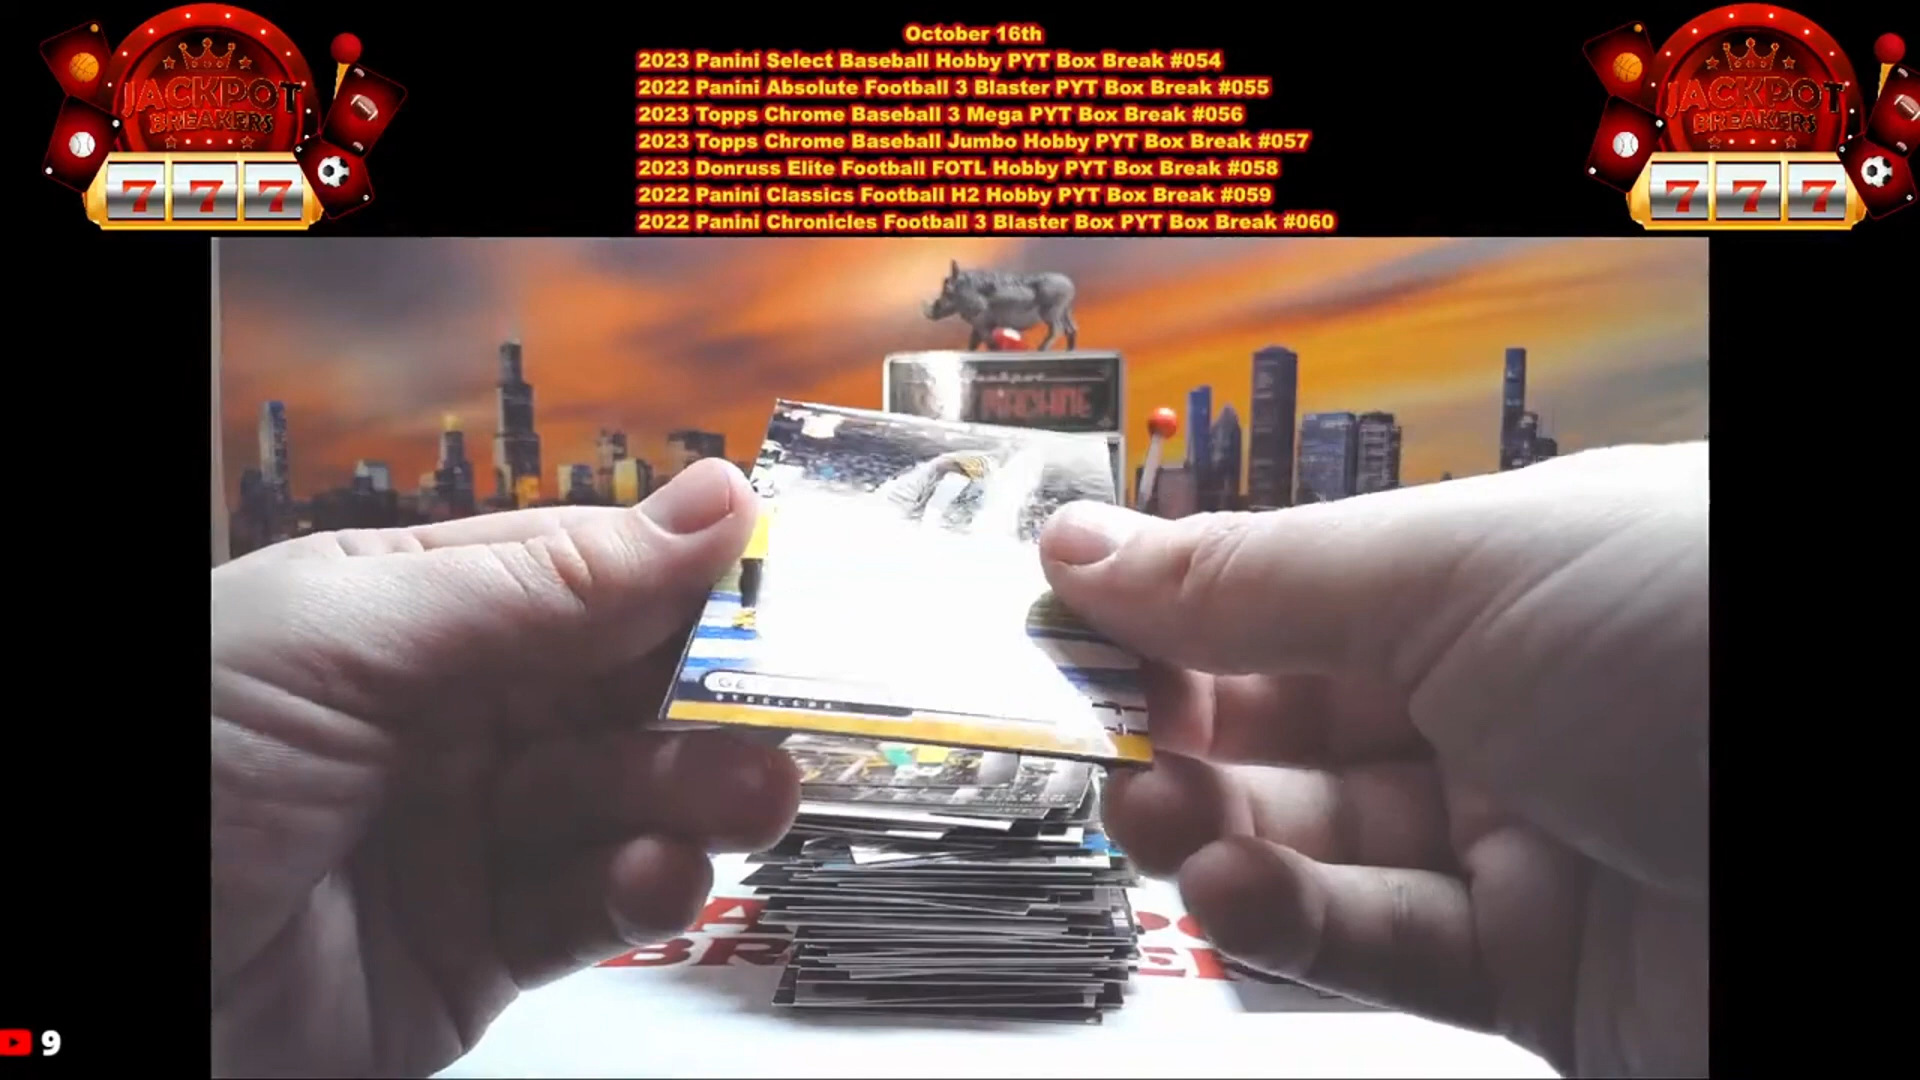 October 16th
2023 Panini Select Baseball Hobby PYT Box Break #054
2022 Panini Absolute Football 3 Blaster PYT Box Break #055
2023 Topps Chrome Baseball 3 Mega PYT Box Break #056
2023 Topps Chrome Baseball Jumbo Hobby PYT Box Break #057
2023 Donruss Elite Football FOTL Hobby PYT Box Break #058
2022 Panini Classics Football H2 Hobby PYT Box Break #059
2022 Panini Chronicles Football 3 Blaster Box PYT Box Break #060
JACKPOT
BREAKERS
777
JACKPOT
BREAKERS
777
MACHINE
STEELERS
9